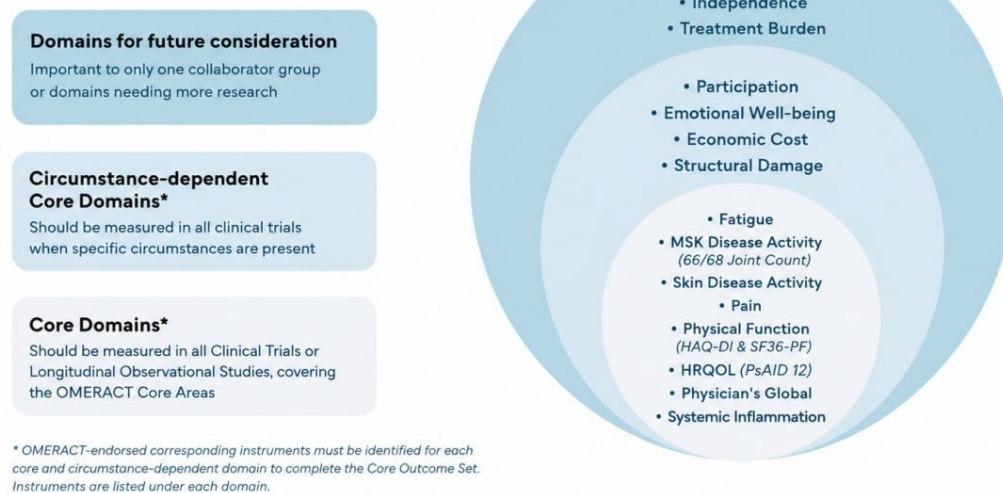 Domains for future consideration
Important to only one collaborator group
or domains needing more research
Circumstance-dependent
Core Domains*
Should be measured in all clinical trials
when specific circumstances are present
Core Domains*
Should be measured in all Clinical Trials or
Longitudinal Observational Studies, covering
the OMERACT Core Areas
* OMERACT-endorsed corresponding instruments must be identified for each
core and circumstance-dependent domain to complete the Core Outcome Set.
Instruments are listed under each domain.
• Independence
• Treatment Burden
• Participation
• Emotional Well-being
• Economic Cost
• Structural Damage
• Fatigue
• MSK Disease Activity
(66/68 Joint Count)
• Skin Disease Activity
• Pain
• Physical Function
(HAQ-DI & SF36-PF)
• HRQOL (PsAID 12)
• Physician's Global
• Systemic Inflammation